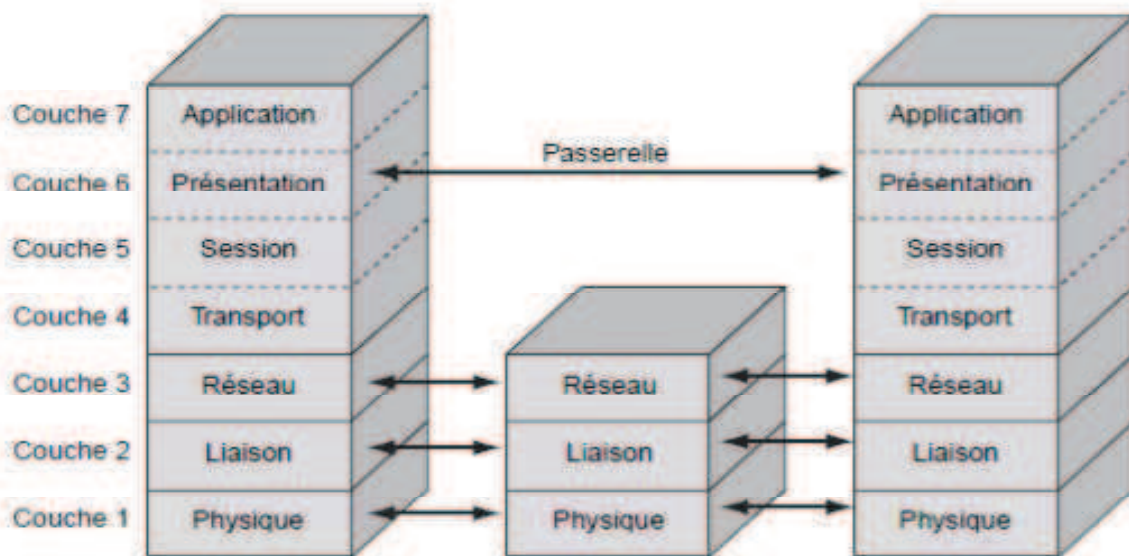 Couche 7 Application Application
Passerelle
Couche 6 Présentation Présentation
Couche 5 Session Session
Couche 4 Transport Transport
Couche 3 Réseau Réseau Réseau
Couche 2 Liaison Liaison Liaison
Couche 1 Physique Physique Physique